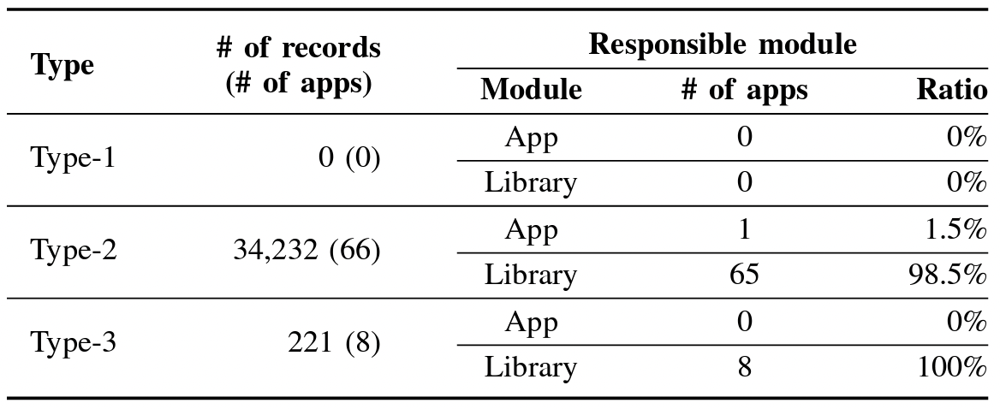 Type # of records (# of apps) Responsible module
Module # of apps Ratio
Type-1 0 (0) App 0 0%
Library 0 0%
Type-2 34,232 (66) App 1 1.5%
Library 65 98.5%
Type-3 221 (8) App 0 0%
Library 8 100%